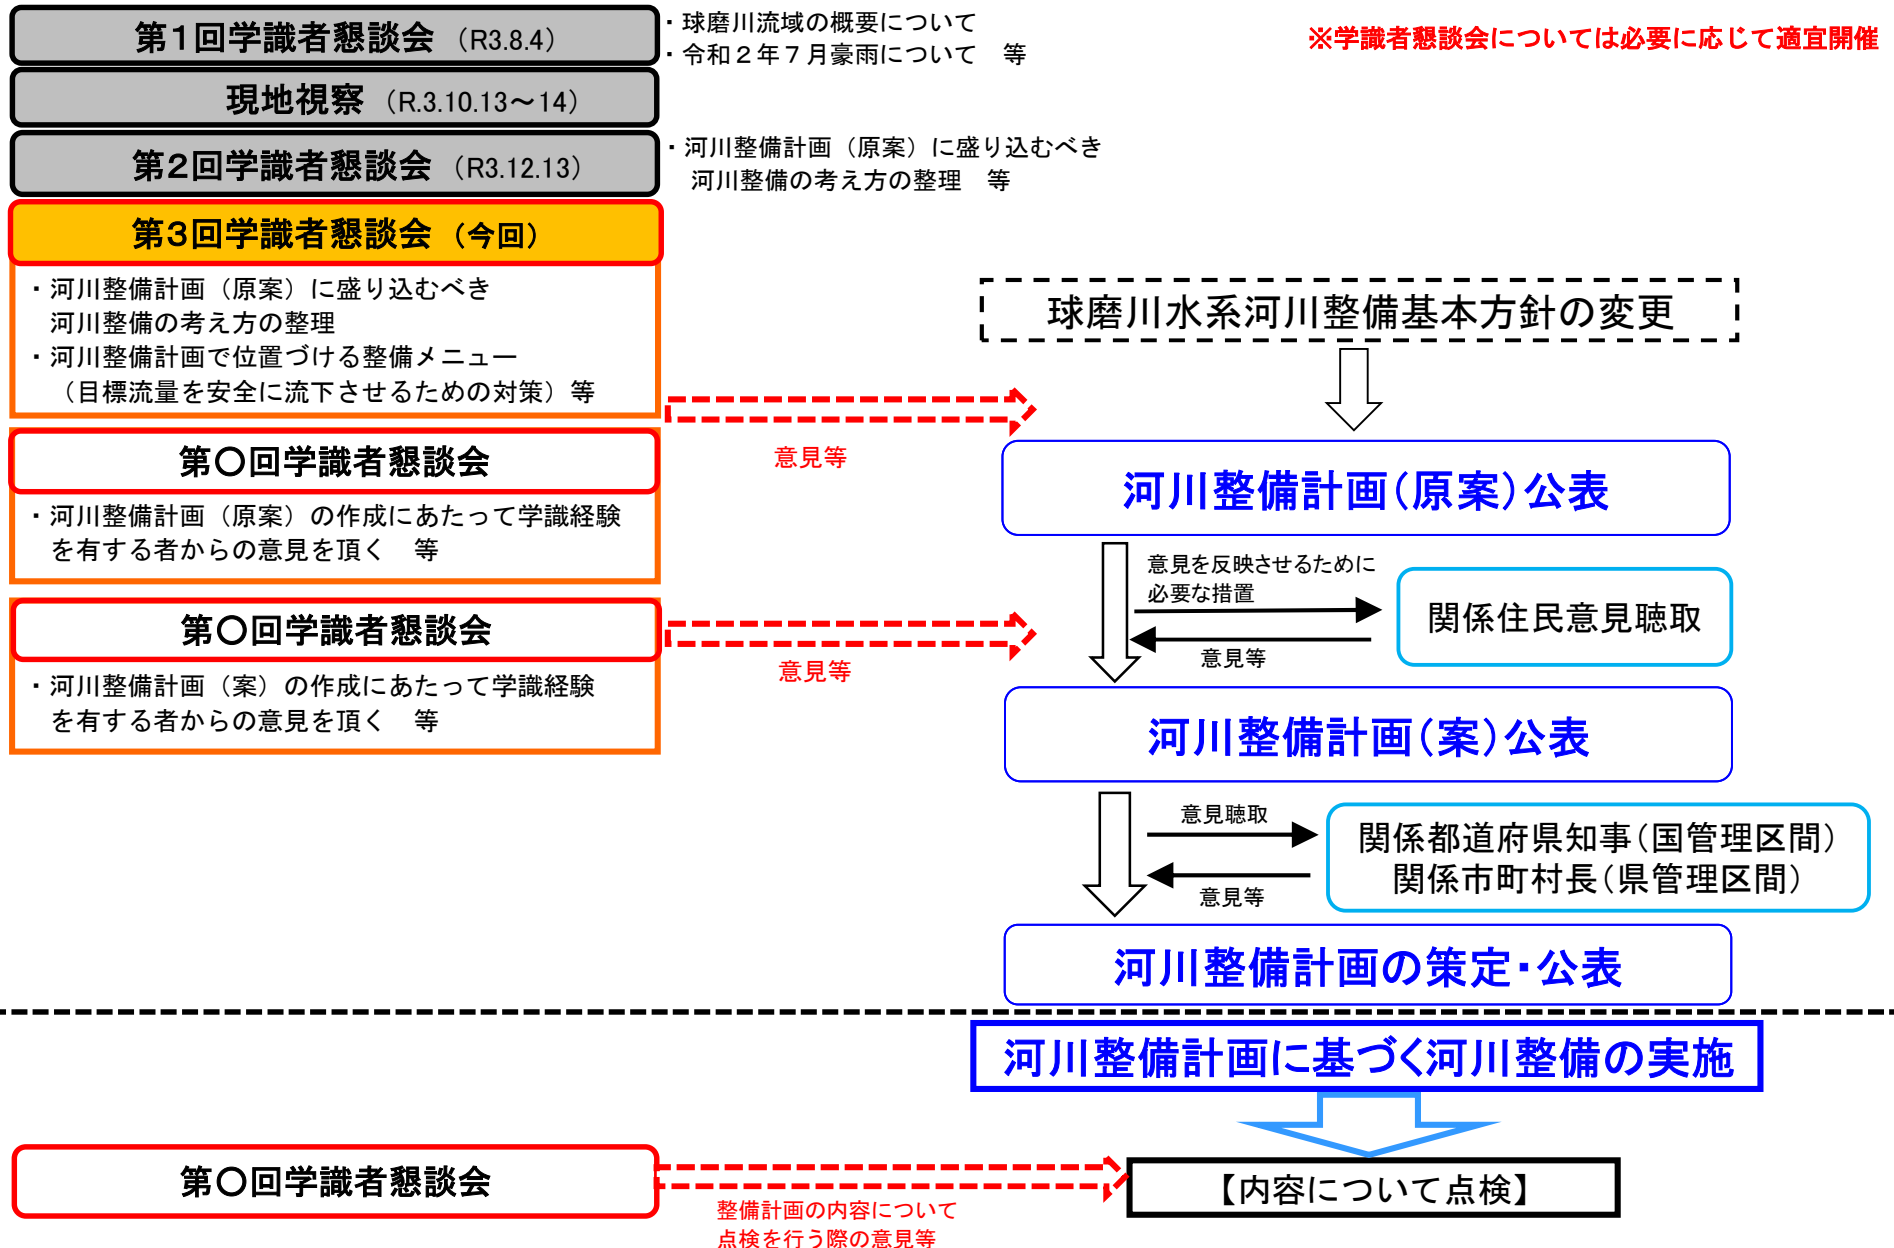 第1回学識者懇談会 （R3.8.4）
・球磨川流域の概要について
・令和２年７月豪雨について　等
※学識者懇談会については必要に応じて適宜開催
現地視察 （R.3.10.13～14）
第2回学識者懇談会 （R3.12.13）
・河川整備計画（原案）に盛り込むべき
河川整備の考え方の整理　等
第3回学識者懇談会 （今回）
・河川整備計画（原案）に盛り込むべき
河川整備の考え方の整理
・河川整備計画で位置づける整備メニュー
（目標流量を安全に流下させるための対策）等
球磨川水系河川整備基本方針の変更
意見等
河川整備計画（原案）公表
第〇回学識者懇談会
・河川整備計画（原案）の作成にあたって学識経験
を有する者からの意見を頂く　等
意見を反映させるために
必要な措置
関係住民意見聴取
意見等
第〇回学識者懇談会
・河川整備計画（案）の作成にあたって学識経験
を有する者からの意見を頂く　等
意見等
河川整備計画（案）公表
意見聴取
関係都道府県知事（国管理区間）
関係市町村長（県管理区間）
意見等
河川整備計画の策定・公表
河川整備計画に基づく河川整備の実施
第〇回学識者懇談会
整備計画の内容について
点検を行う際の意見等
【内容について点検】